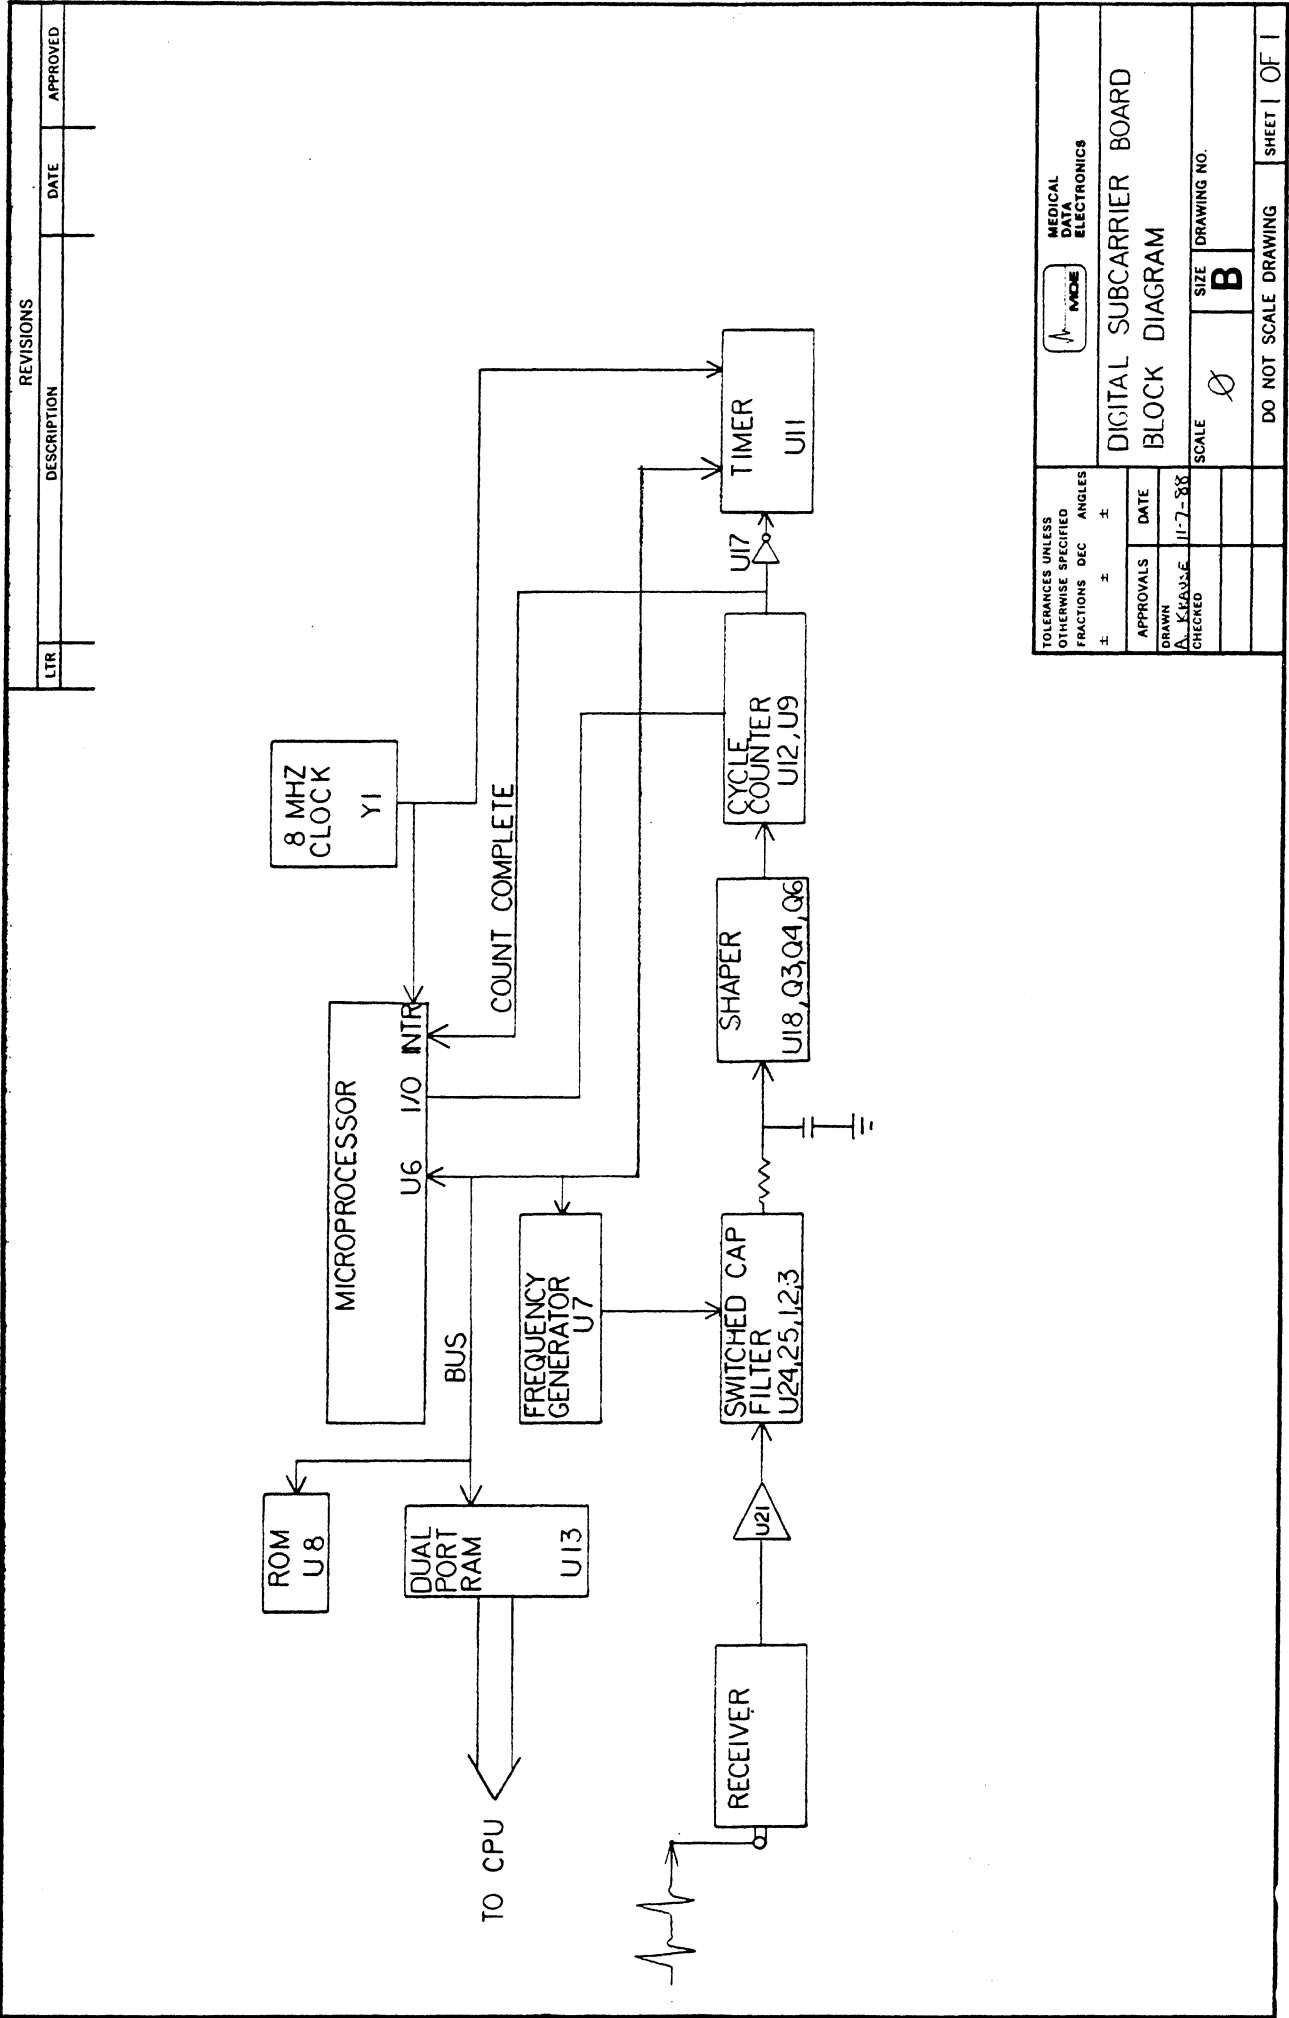 REVISIONS
LTR DESCRIPTION DATE APPROVED
8 MHZ
CLOCK
Y1
ROM
U8
MICROPROCESSOR
U6 I/O INTR
DUAL
PORT
RAM
U13
BUS
COUNT COMPLETE
TO CPU
FREQUENCY
GENERATOR
U7
RECEIVER
U21
SWITCHED CAP
FILTER
U24,25,1,2,3
SHAPER
U18,Q3,Q4,Q6
CYCLE
COUNTER
U12,U9
U17
TIMER
U11
TOLERANCES UNLESS
OTHERWISE SPECIFIED
FRACTIONS DEC ANGLES
± ± ±
APPROVALS DATE
DRAWN
A. KRAUSE 11-7-88
CHECKED
MDE
MEDICAL
DATA
ELECTRONICS
DIGITAL SUBCARRIER BOARD
BLOCK DIAGRAM
SCALE Ø
SIZE
B
DRAWING NO.
DO NOT SCALE DRAWING
SHEET 1 OF 1